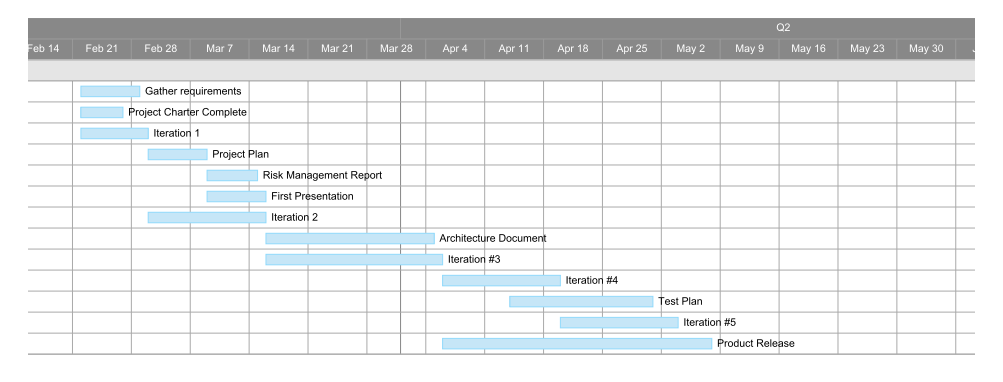 Q2
Feb 14 Feb 21 Feb 28 Mar 7 Mar 14 Mar 21 Mar 28 Apr 4 Apr 11 Apr 18 Apr 25 May 2 May 9 May 16 May 23 May 30
Gather requirements
Project Charter Complete
Iteration 1
Project Plan
Risk Management Report
First Presentation
Iteration 2
Architecture Document
Iteration #3
Iteration #4
Test Plan
Iteration #5
Product Release